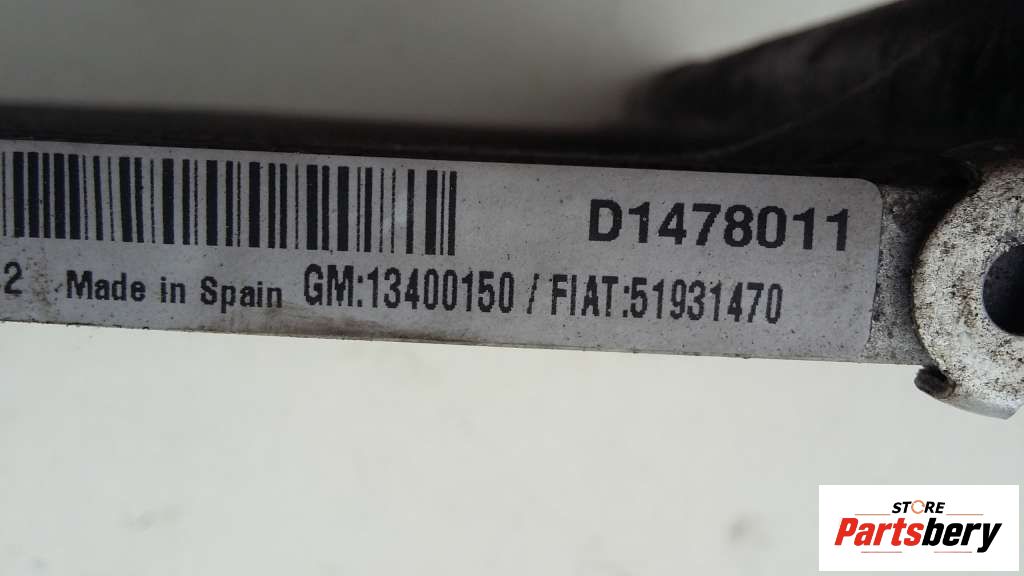 D1478011
2 Made in Spain GM:13400150 / FIAT:51931470
STORE
Partsbery